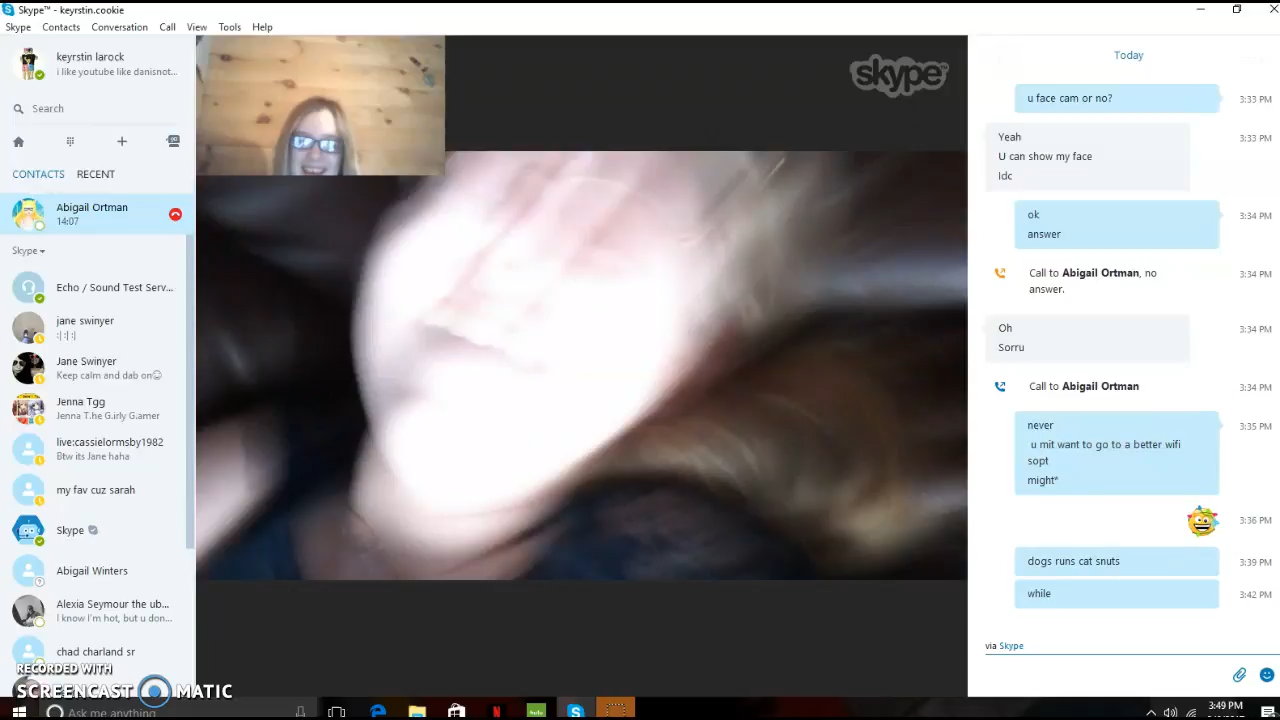 Skype™ - keyrstin.cookie
Skype Contacts Conversation Call View Tools Help
keyrstin larock
i like youtube like danisnot...
Search
CONTACTS RECENT
Abigail Ortman
14:07
Skype
Echo / Sound Test Serv...
jane swinyer
:{ :{ :}
Jane Swinyer
Keep calm and dab on
Jenna Tgg
Jenna T.he G.irly G.amer
live:cassielormsby1982
Btw its Jane haha
my fav cuz sarah
Skype
Abigail Winters
Alexia Seymour the ub...
I know I'm hot, but u don...
chad charland sr
RECORDED WITH
SCREENCAST MATIC
Ask me anything
skype™
Today
u face cam or no?
3:33 PM
Yeah
3:33 PM
U can show my face
Idc
ok
3:34 PM
answer
Call to Abigail Ortman, no
3:34 PM
answer.
Oh
3:34 PM
Sorru
Call to Abigail Ortman
3:34 PM
never
3:35 PM
u mit want to go to a better wifi
sopt
might*
3:36 PM
dogs runs cat snuts
3:39 PM
while
3:42 PM
via Skype
hulu
3:49 PM